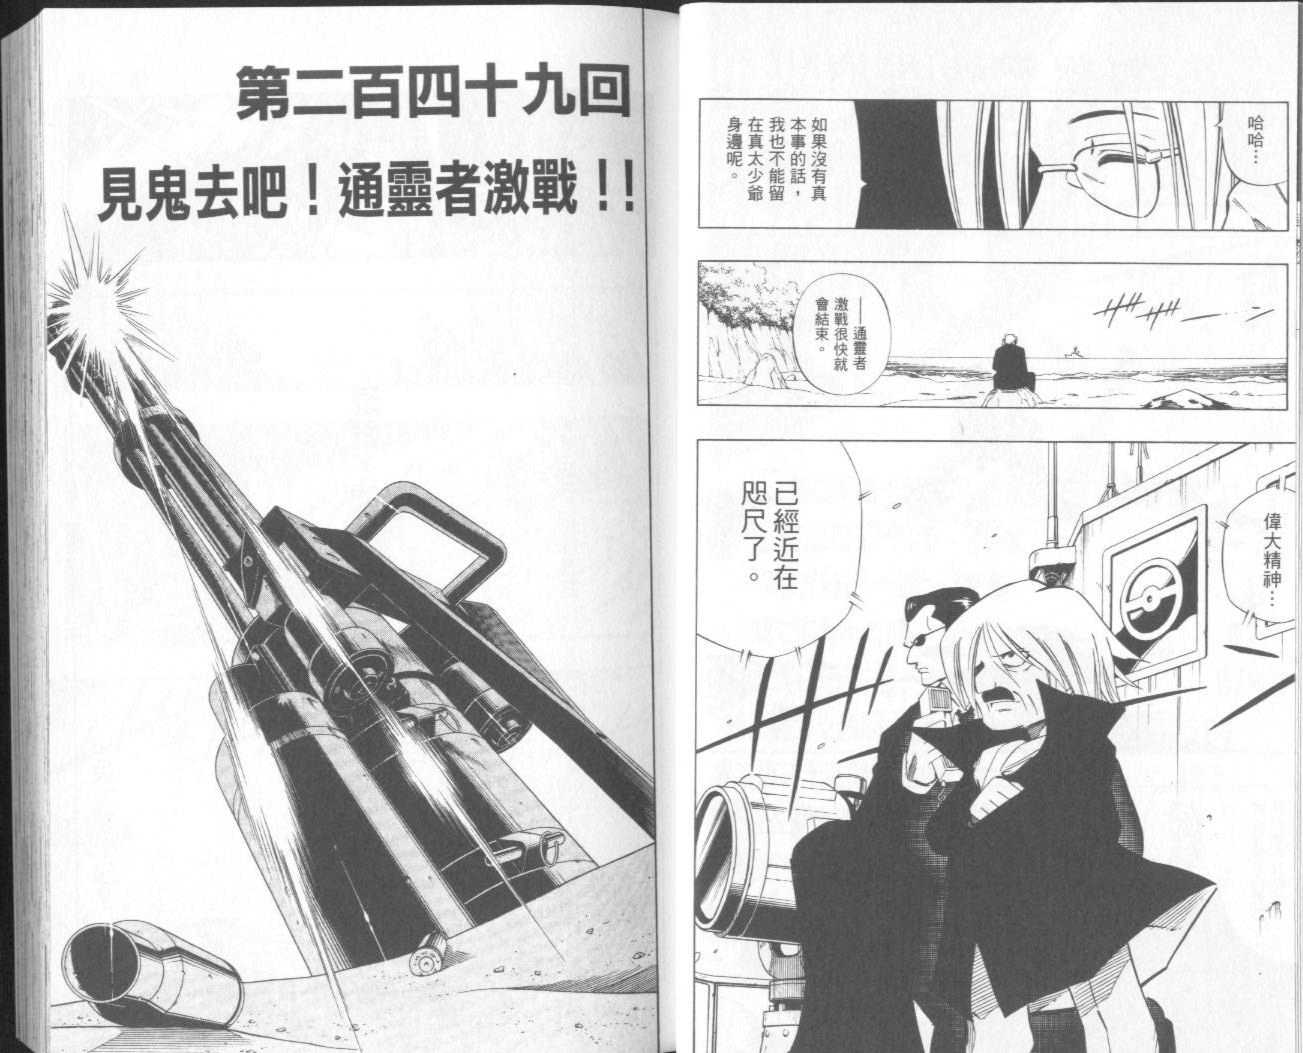 哈哈…
如果沒有真
本事的話，
我也不能留
在真太少爺
身邊呢。
——通靈者
激戰很快就
會結束。
偉大精神…
已經近在
咫尺了。
第二百四十九回
見鬼去吧！通靈者激戰！！